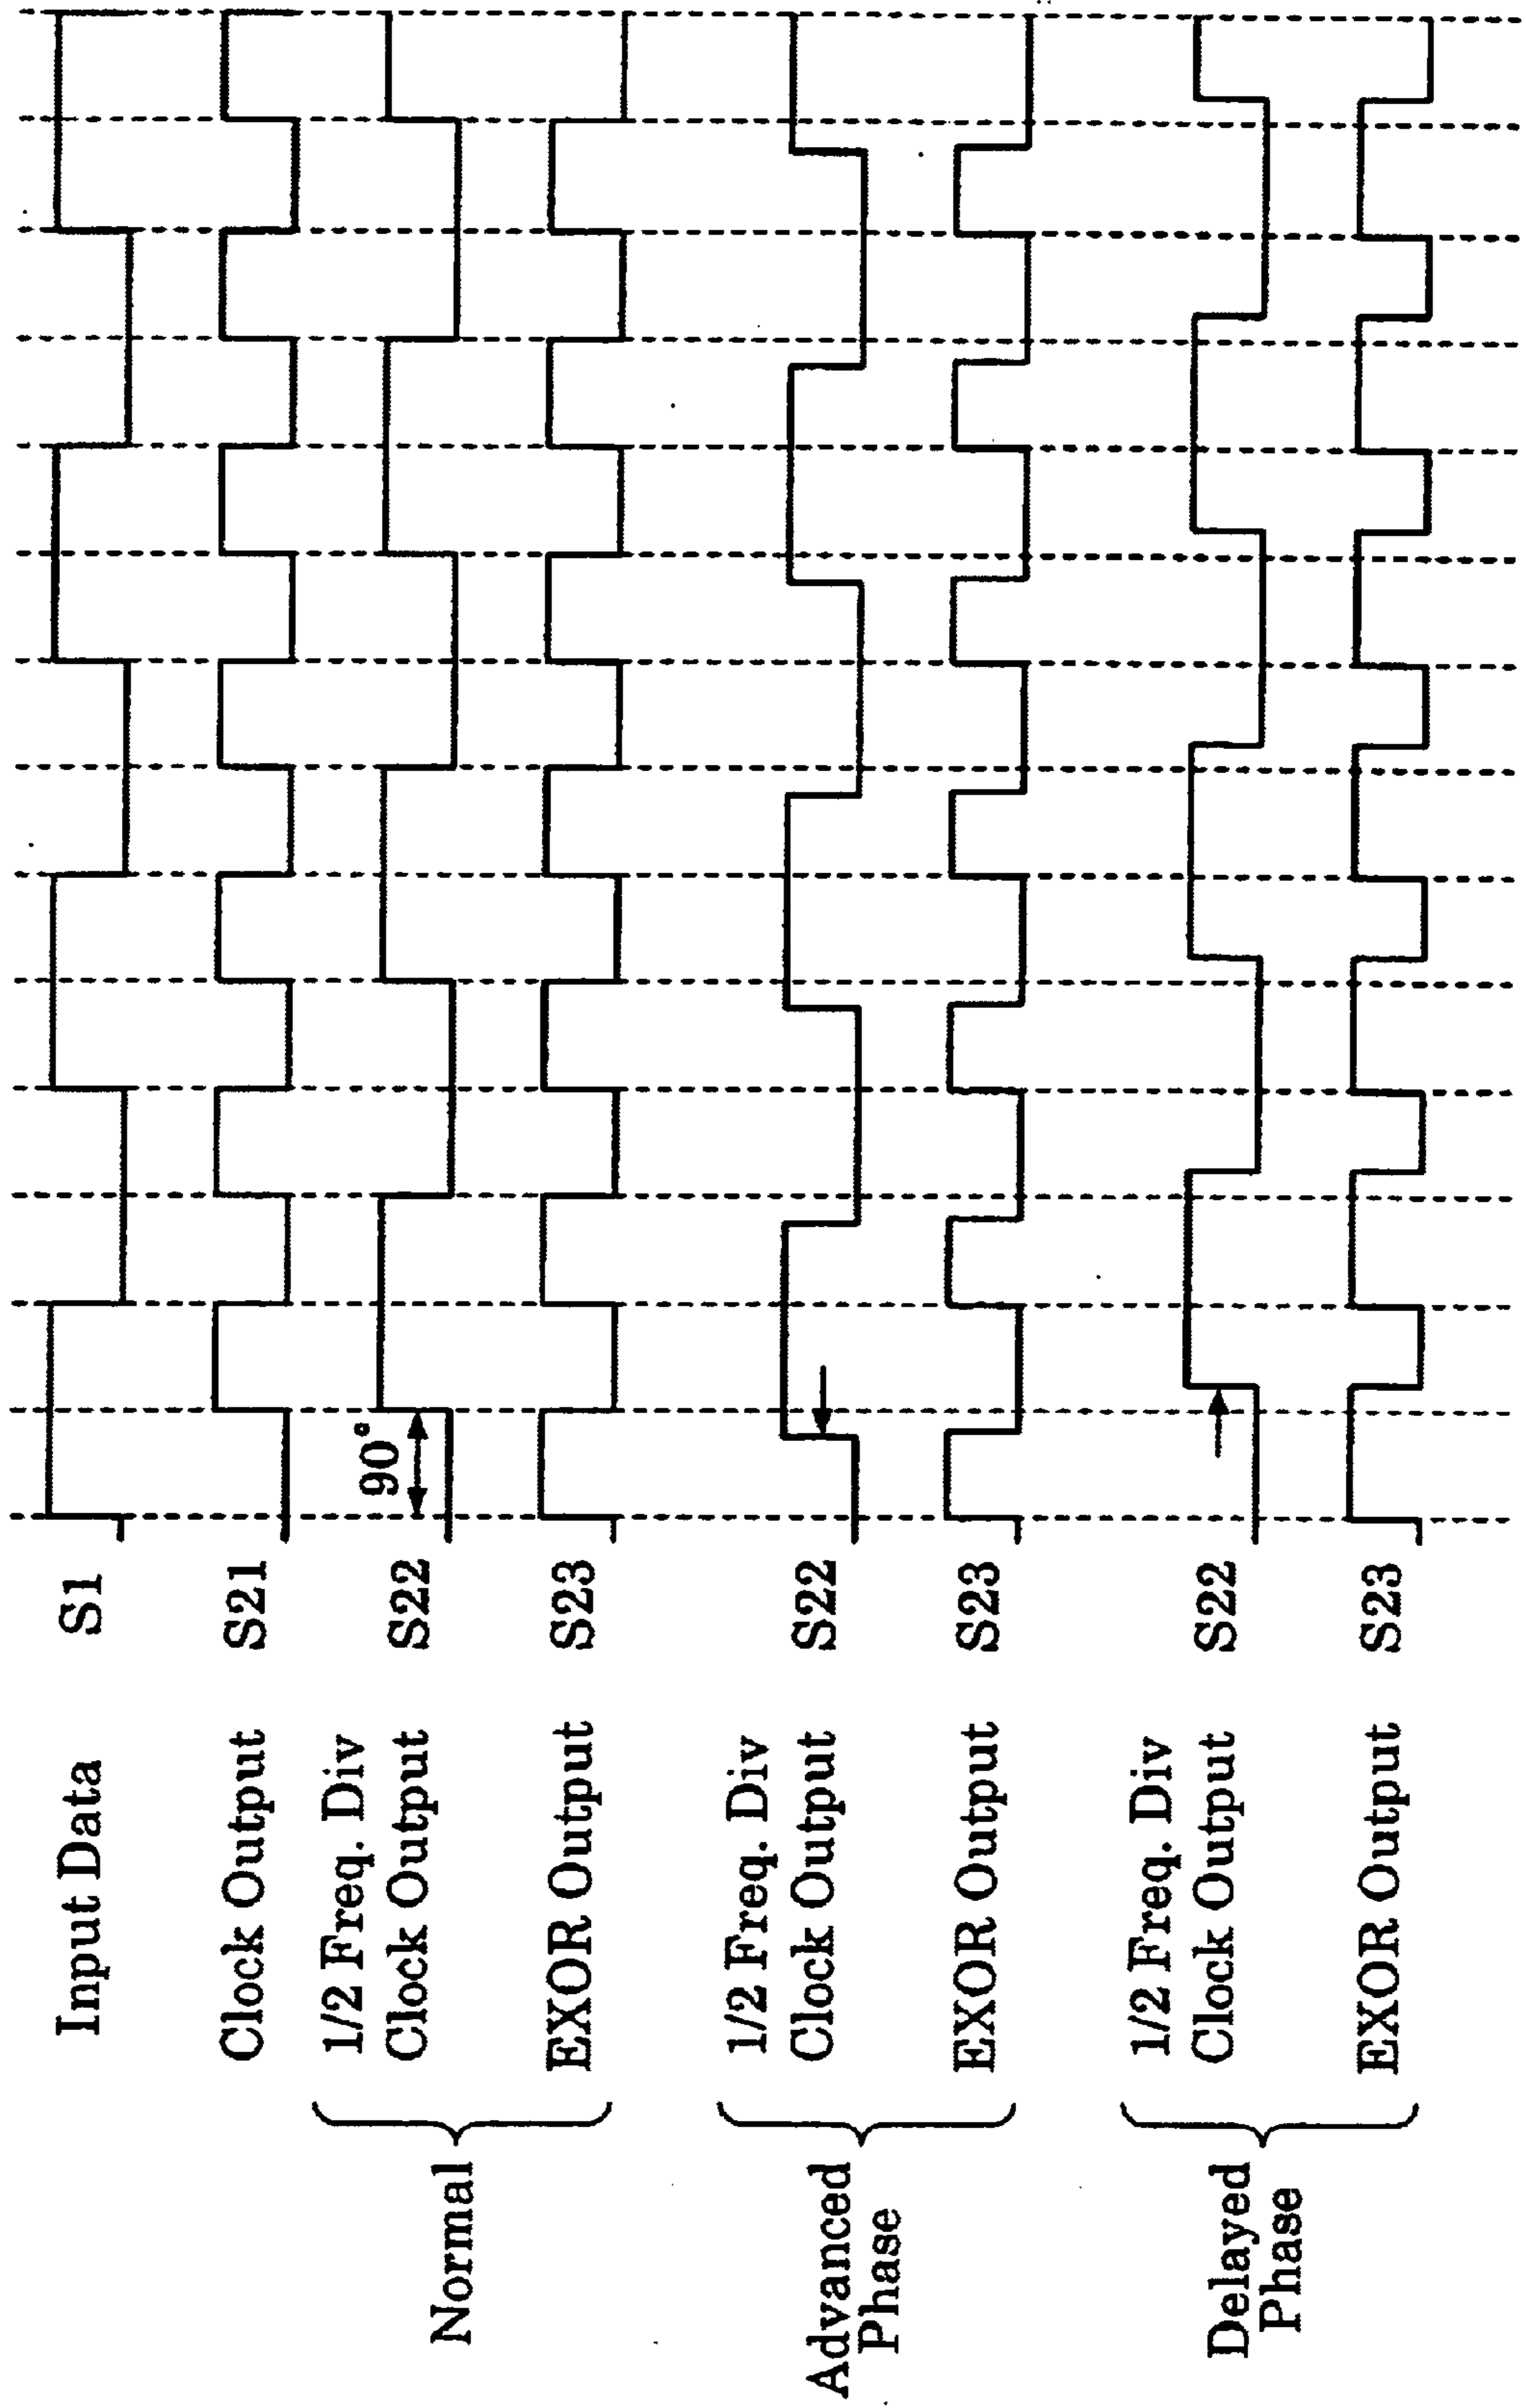 Input Data S1
Clock Output S21
Normal
1/2 Freq. Div
Clock Output S22
90°
EXOR Output S23
Advanced
Phase
1/2 Freq. Div
Clock Output S22
EXOR Output S23
Delayed
Phase
1/2 Freq. Div
Clock Output S22
EXOR Output S23